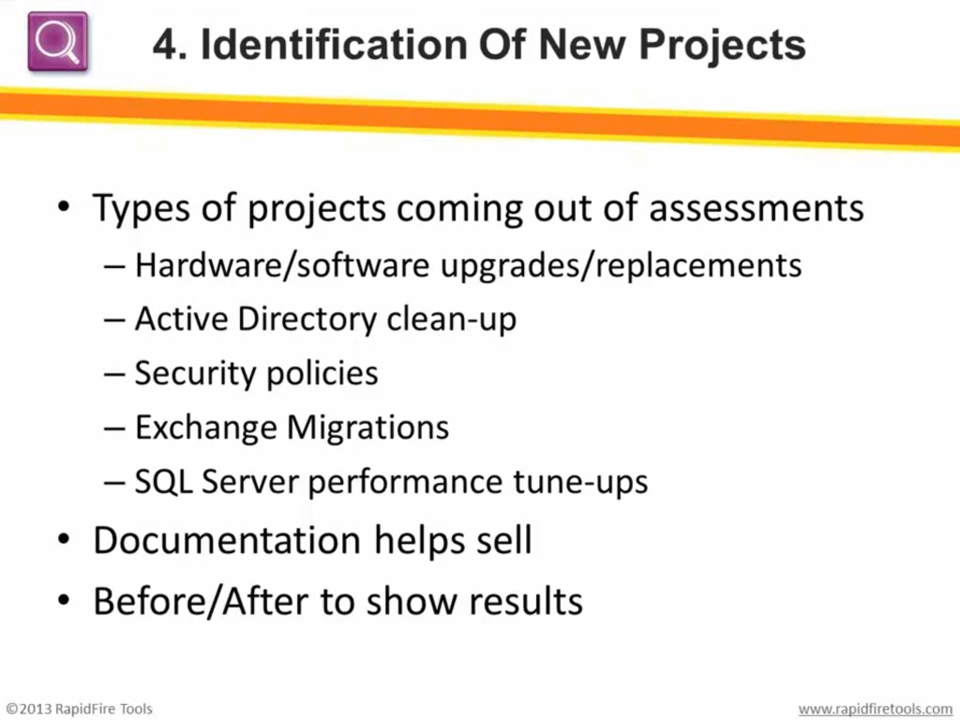 4. Identification Of New Projects
• Types of projects coming out of assessments
– Hardware/software upgrades/replacements
– Active Directory clean-up
– Security policies
– Exchange Migrations
– SQL Server performance tune-ups
• Documentation helps sell
• Before/After to show results
©2013 RapidFire Tools
www.rapidfiretools.com